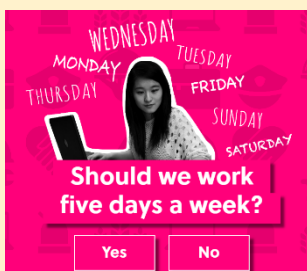 WEDNESDAY
MONDAY
TUESDAY
THURSDAY
FRIDAY
SUNDAY
SATURDAY
Should we work
five days a week?
Yes No